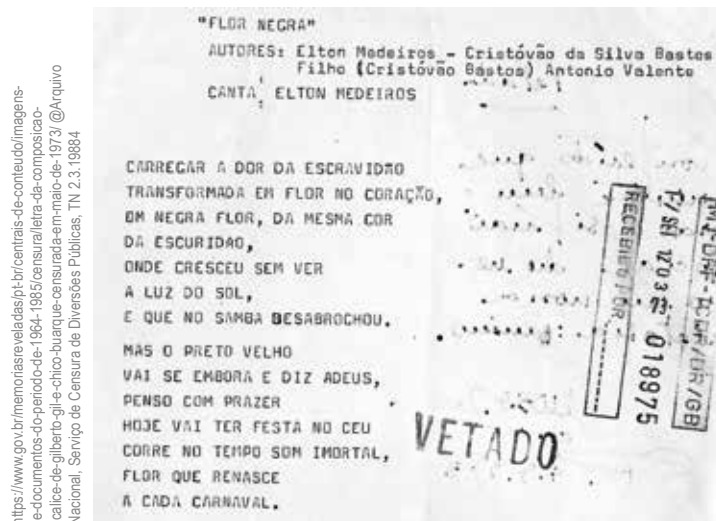 "FLOR NEGRA"
AUTORES: Elton Medeiros - Cristóvão da Silva Bastos
Filho (Cristóvão Bastos) Antonio Valente
CANTA: ELTON MEDEIROS
CARREGAR A DOR DA ESCRAVIDÃO
TRANSFORMADA EM FLOR NO CORAÇÃO,
OM NEGRA FLOR, DA MESMA COR
DA ESCURIDAO,
ONDE CRESCEU SEM VER
A LUZ DO SOL,
E QUE NO SAMBA DESABROCHOU.
MAS O PRETO VELHO
VAI SE EMBORA E DIZ ADEUS,
PENSO COM PRAZER
HOJE VAI TER FESTA NO CEU
CORRE NO TEMPO SOM IMORTAL,
FLOR QUE RENASCE
A CADA CARNAVAL.
VETADO
RECEBIDO POR
1203 73 018975
https://www.gov.br/memoriasreveladas/pt-br/centrais-de-conteudo/imagens-
e-documentos-do-periodo-de-1964-1985/censura/letra-da-composicao-
calice-de-gilberto-gil-e-chico-buarque-censurada-em-maio-de-1973/ @Arquivo
Nacional, Serviço de Censura de Diversões Públicas, TN 2.3.19884